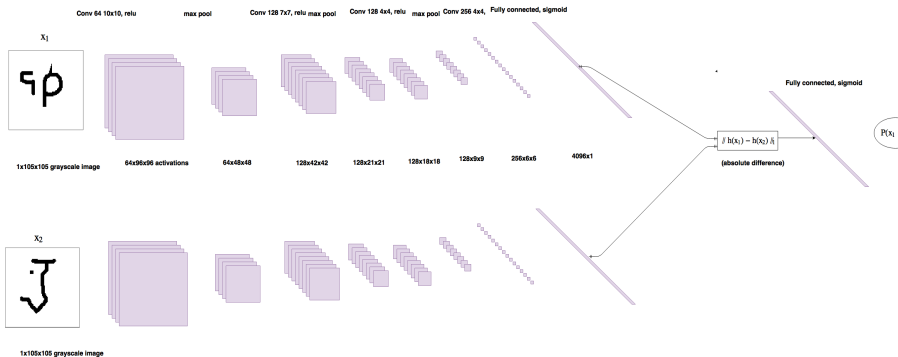 Conv 64 10x10, relu
max pool
Conv 128 7x7, relu
max pool
Conv 128 4x4, relu
max pool
Conv 256 4x4,
Fully connected, sigmoid
x1
Fully connected, sigmoid
‖ h(x1) − h(x2) ‖
(absolute difference)
P(x1
1x105x105 grayscale image
64x96x96 activations
64x48x48
128x42x42
128x21x21
128x18x18
128x9x9
256x6x6
4096x1
x2
1x105x105 grayscale image